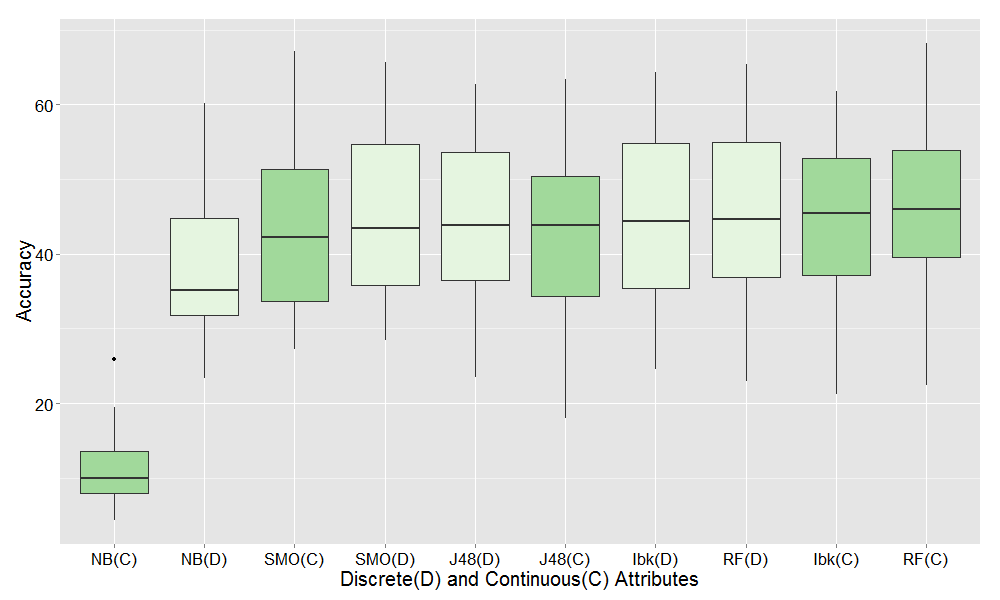 Accuracy
60
40
20
NB(C) NB(D) SMO(C) SMO(D) J48(D) J48(C) Ibk(D) RF(D) Ibk(C) RF(C)
Discrete(D) and Continuous(C) Attributes